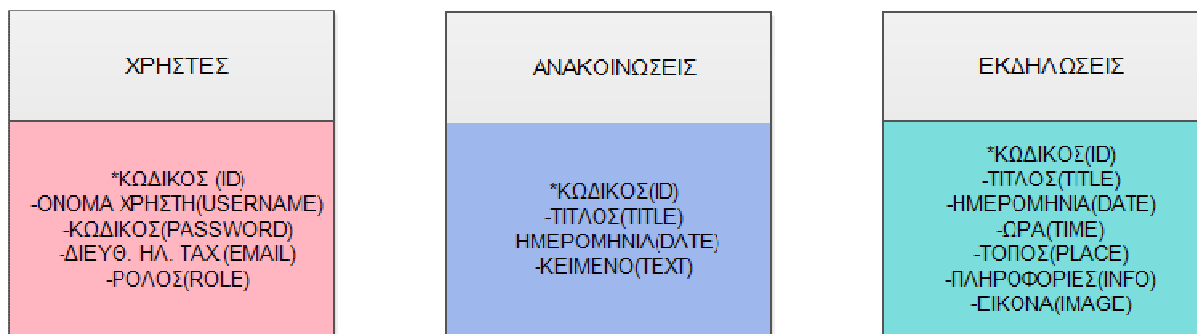 ΧΡΗΣΤΕΣ
*ΚΩΔΙΚΟΣ (ID)
-ΟΝΟΜΑ ΧΡΗΣΤΗ(USERNAME)
-ΚΩΔΙΚΟΣ(PASSWORD)
-ΔΙΕΥΘ. ΗΛ. ΤΑΧ.(EMAIL)
-ΡΟΛΟΣ(ROLE)
ΑΝΑΚΟΙΝΩΣΕΙΣ
*ΚΩΔΙΚΟΣ(ID)
-ΤΙΤΛΟΣ(TITLE)
ΗΜΕΡΟΜΗΝΙΑ(DATE)
-ΚΕΙΜΕΝΟ(TEXT)
ΕΚΔΗΛΩΣΕΙΣ
*ΚΩΔΙΚΟΣ(ID)
-ΤΙΤΛΟΣ(TITLE)
-ΗΜΕΡΟΜΗΝΙΑ(DATE)
-ΩΡΑ(TIME)
-ΤΟΠΟΣ(PLACE)
-ΠΛΗΡΟΦΟΡΙΕΣ(INFO)
-ΕΙΚΟΝΑ(IMAGE)